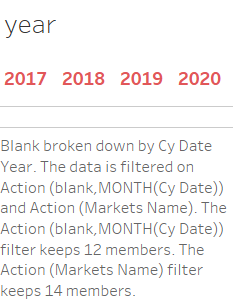 year
2017 2018 2019 2020
Blank broken down by Cy Date
Year. The data is filtered on
Action (blank,MONTH(Cy Date))
and Action (Markets Name). The
Action (blank,MONTH(Cy Date))
filter keeps 12 members. The
Action (Markets Name) filter
keeps 14 members.